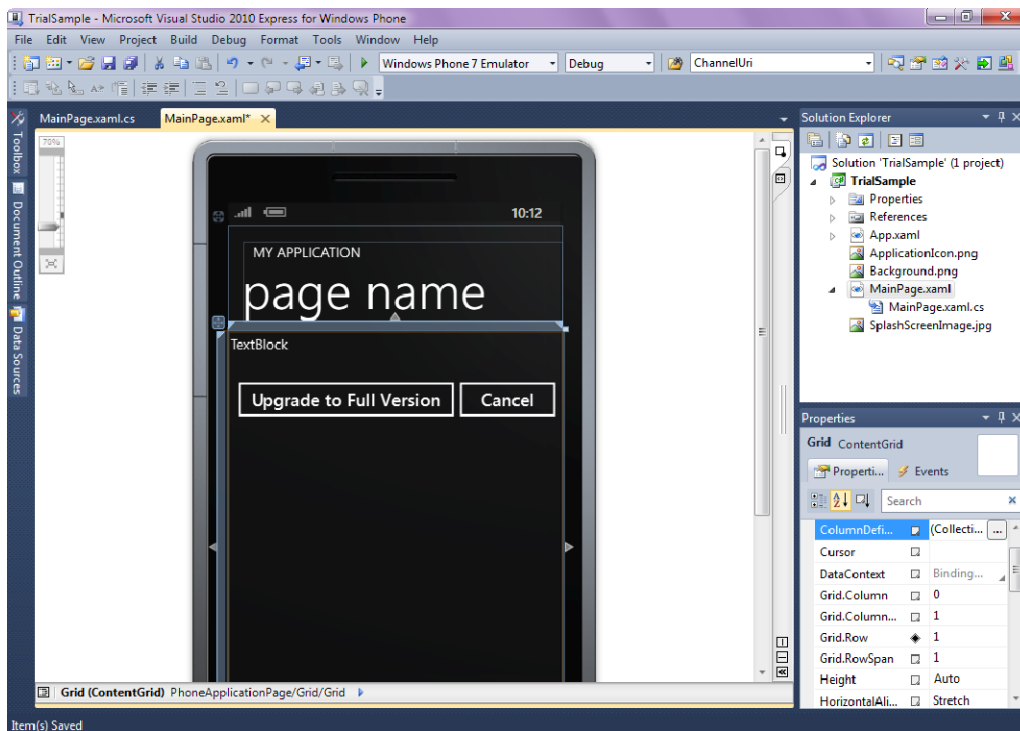 TrialSample - Microsoft Visual Studio 2010 Express for Windows Phone
File Edit View Project Build Debug Format Tools Window Help
Windows Phone 7 Emulator Debug ChannelUri
MainPage.xaml.cs MainPage.xaml*
Toolbox
Document Outline
Data Sources
70%
10:12
MY APPLICATION
page name
TextBlock
Upgrade to Full Version Cancel
Grid (ContentGrid) PhoneApplicationPage/Grid/Grid
Item(s) Saved
Solution Explorer
Solution 'TrialSample' (1 project)
TrialSample
Properties
References
App.xaml
ApplicationIcon.png
Background.png
MainPage.xaml
MainPage.xaml.cs
SplashScreenImage.jpg
Properties
Grid ContentGrid
Properti... Events
Search
ColumnDefi... (Collecti... ...
Cursor
DataContext Binding...
Grid.Column 0
Grid.Column... 1
Grid.Row 1
Grid.RowSpan 1
Height Auto
HorizontalAli... Stretch